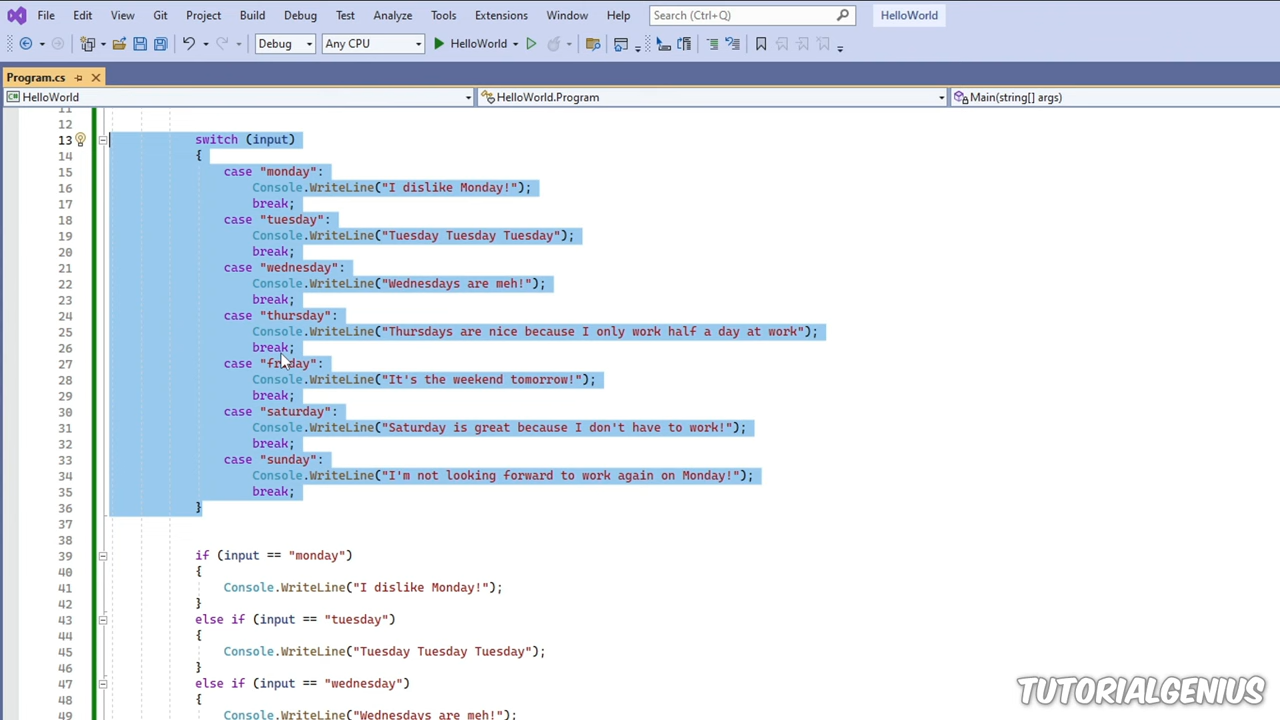 File Edit View Git Project Build Debug Test Analyze Tools Extensions Window Help Search (Ctrl+Q) HelloWorld
Debug Any CPU HelloWorld
Program.cs
HelloWorld HelloWorld.Program Main(string[] args)
11
12
13 switch (input)
14 {
15 case "monday":
16 Console.WriteLine("I dislike Monday!");
17 break;
18 case "tuesday":
19 Console.WriteLine("Tuesday Tuesday Tuesday");
20 break;
21 case "wednesday":
22 Console.WriteLine("Wednesdays are meh!");
23 break;
24 case "thursday":
25 Console.WriteLine("Thursdays are nice because I only work half a day at work");
26 break;
27 case "friday":
28 Console.WriteLine("It's the weekend tomorrow!");
29 break;
30 case "saturday":
31 Console.WriteLine("Saturday is great because I don't have to work!");
32 break;
33 case "sunday":
34 Console.WriteLine("I'm not looking forward to work again on Monday!");
35 break;
36 }
37
38
39 if (input == "monday")
40 {
41 Console.WriteLine("I dislike Monday!");
42 }
43 else if (input == "tuesday")
44 {
45 Console.WriteLine("Tuesday Tuesday Tuesday");
46 }
47 else if (input == "wednesday")
48 {
49 Console.WriteLine("Wednesdays are meh!");
TUTORIALGENIUS